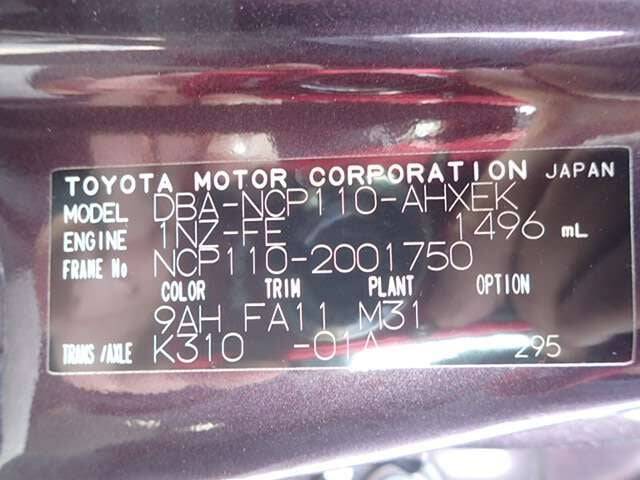 TOYOTA MOTOR CORPORATION JAPAN
MODEL DBA-NCP110-AHXEK
ENGINE 1NZ-FE 1496 mL
FRAME No NCP110-2001750
COLOR TRIM PLANT OPTION
9AH FA11 M31
TRANS/AXLE K310 -01A 295